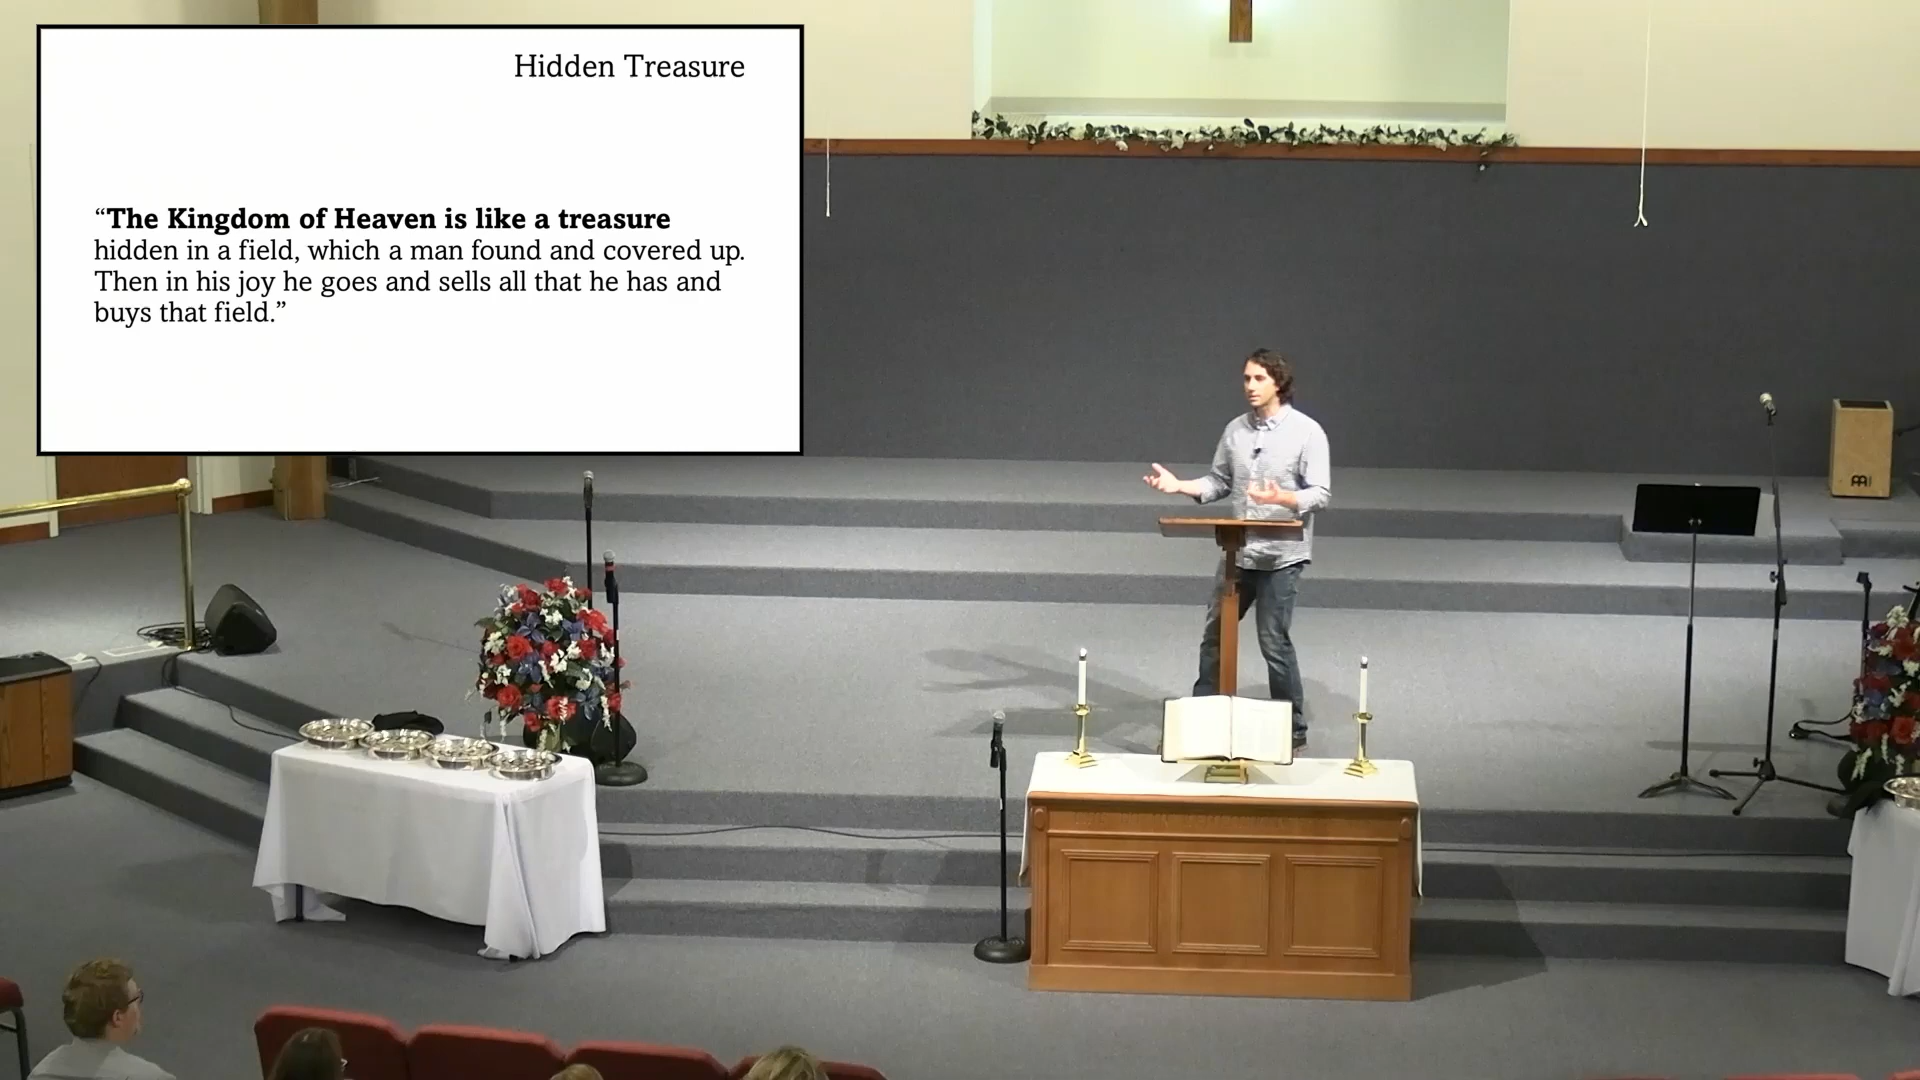 Hidden Treasure
“The Kingdom of Heaven is like a treasure
hidden in a field, which a man found and covered up.
Then in his joy he goes and sells all that he has and
buys that field.”